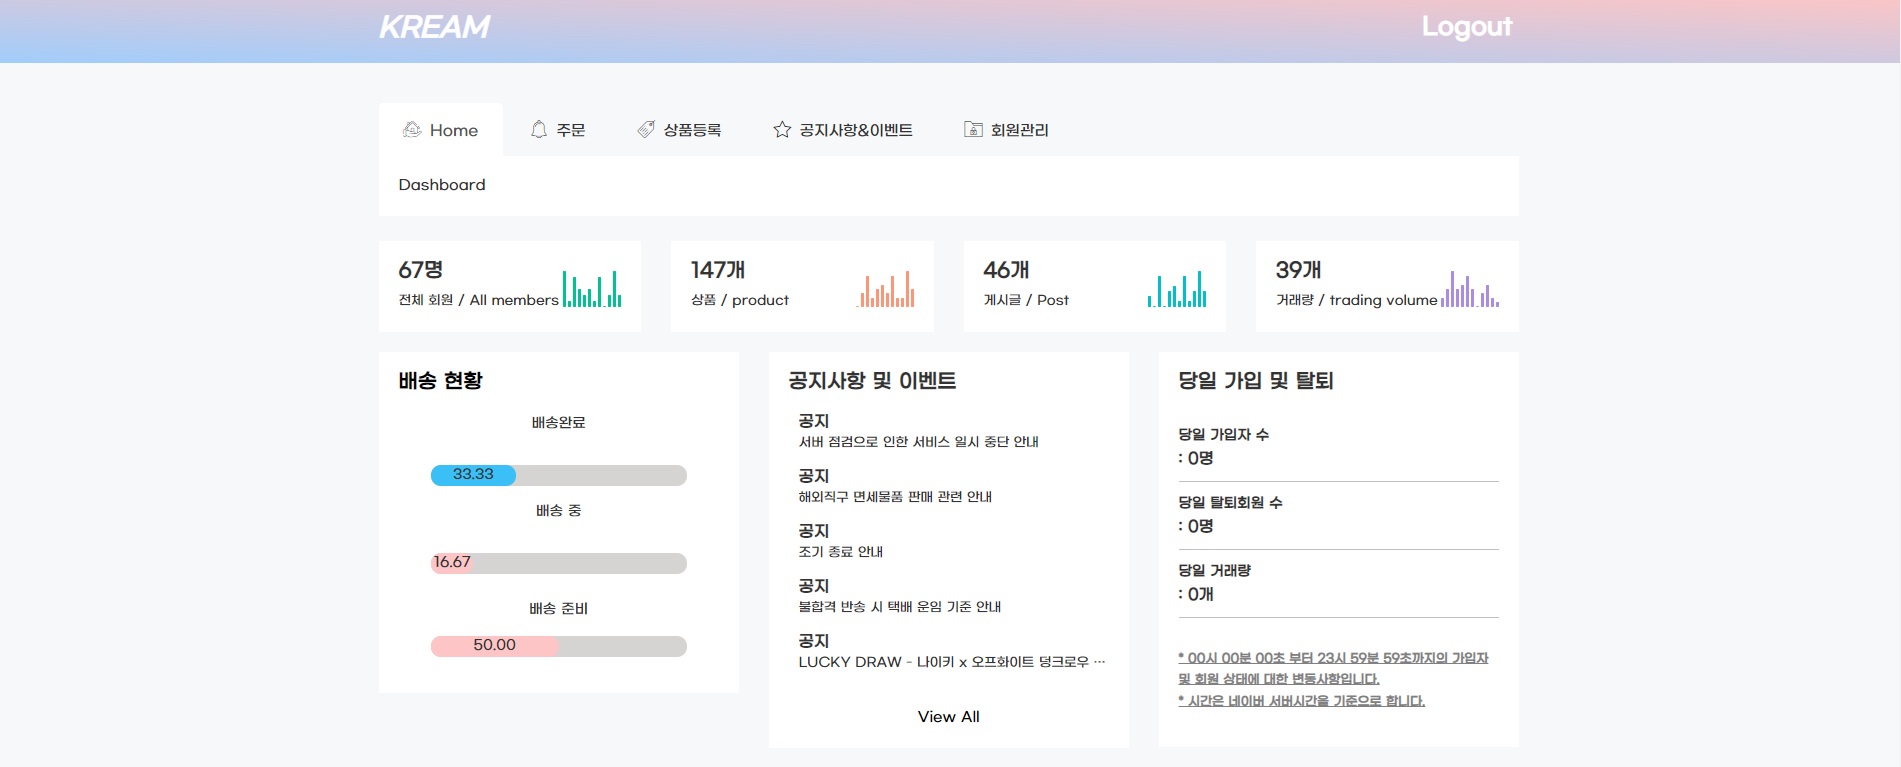 KREAM
Logout
Home
주문
상품등록
공지사항&이벤트
회원관리
Dashboard
67명
전체 회원 / All members
147개
상품 / product
46개
게시글 / Post
39개
거래량 / trading volume
배송 현황
배송완료
33.33
배송 중
16.67
배송 준비
50.00
공지사항 및 이벤트
공지
서버 점검으로 인한 서비스 일시 중단 안내
공지
해외직구 면세물품 판매 관련 안내
공지
조기 종료 안내
공지
불합격 반송 시 택배 운임 기준 안내
공지
LUCKY DRAW - 나이키 x 오프화이트 덩크로우 ···
View All
당일 가입 및 탈퇴
당일 가입자 수
: 0명
당일 탈퇴회원 수
: 0명
당일 거래량
: 0개
* 00시 00분 00초 부터 23시 59분 59초까지의 가입자
및 회원 상태에 대한 변동사항입니다.
* 시간은 네이버 서버시간을 기준으로 합니다.